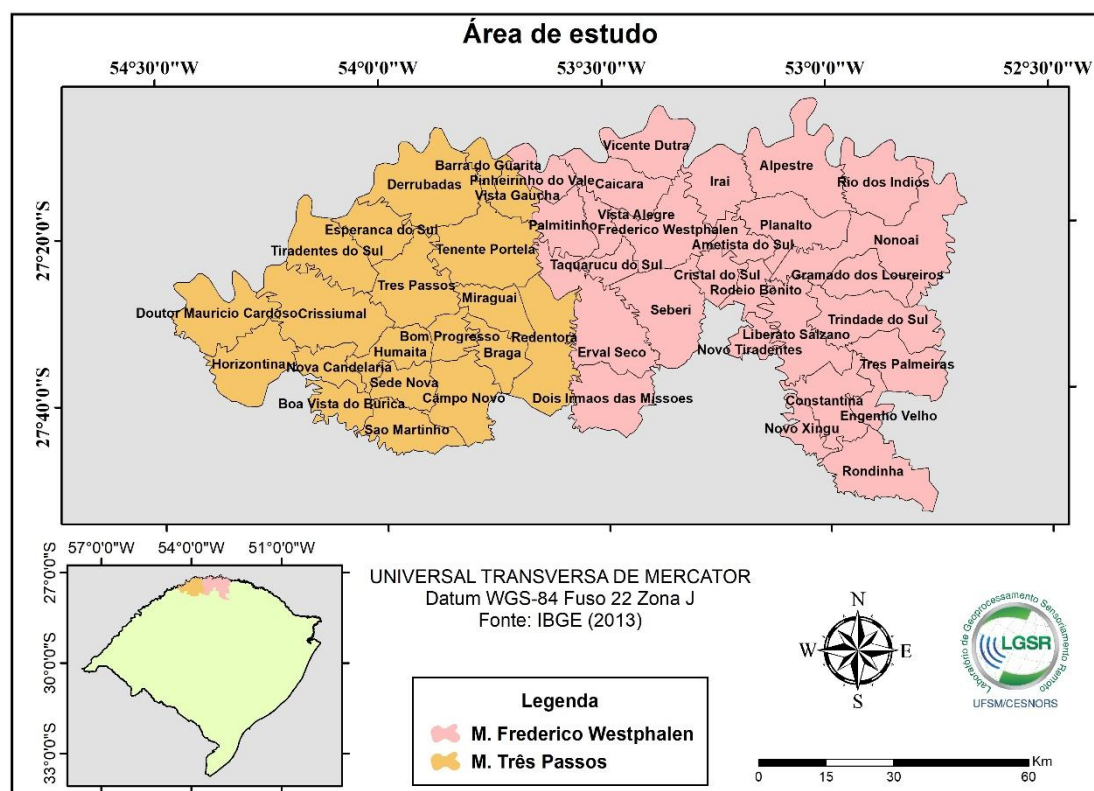 Área de estudo
54°30'0"W 54°0'0"W 53°30'0"W 53°0'0"W 52°30'0"W
27°20'0"S
27°40'0"S
Vicente Dutra
Barra do Guarita
Alpestre
Derrubadas
Pinheirinho do Vale
Caicara
Irai
Rio dos Indios
Vista Gaucha
Vista Alegre
Esperanca do Sul
Palmitinho
Frederico Westphalen
Planalto
Tiradentes do Sul
Tenente Portela
Ametista do Sul
Nonoai
Taquarucu do Sul
Cristal do Sul
Gramado dos Loureiros
Tres Passos
Rodeio Bonito
Miraguai
Doutor Mauricio Cardoso
Crissiumal
Seberi
Trindade do Sul
Bom Progresso
Redentora
Liberato Salzano
Humaita
Braga
Erval Seco
Novo Tiradentes
Horizontina
Nova Candelaria
Tres Palmeiras
Sede Nova
Boa Vista do Burica
Campo Novo
Dois Irmaos das Missoes
Constantina
Engenho Velho
Sao Martinho
Novo Xingu
Rondinha
57°0'0"W 54°0'0"W 51°0'0"W
27°0'0"S
30°0'0"S
33°0'0"S
UNIVERSAL TRANSVERSA DE MERCATOR
Datum WGS-84 Fuso 22 Zona J
Fonte: IBGE (2013)
Legenda
M. Frederico Westphalen
M. Três Passos
N
W E
S
Laboratório de Geoprocessamento Sensoriamento Remoto
LGSR
UFSM/CESNORS
Km
0 15 30 60